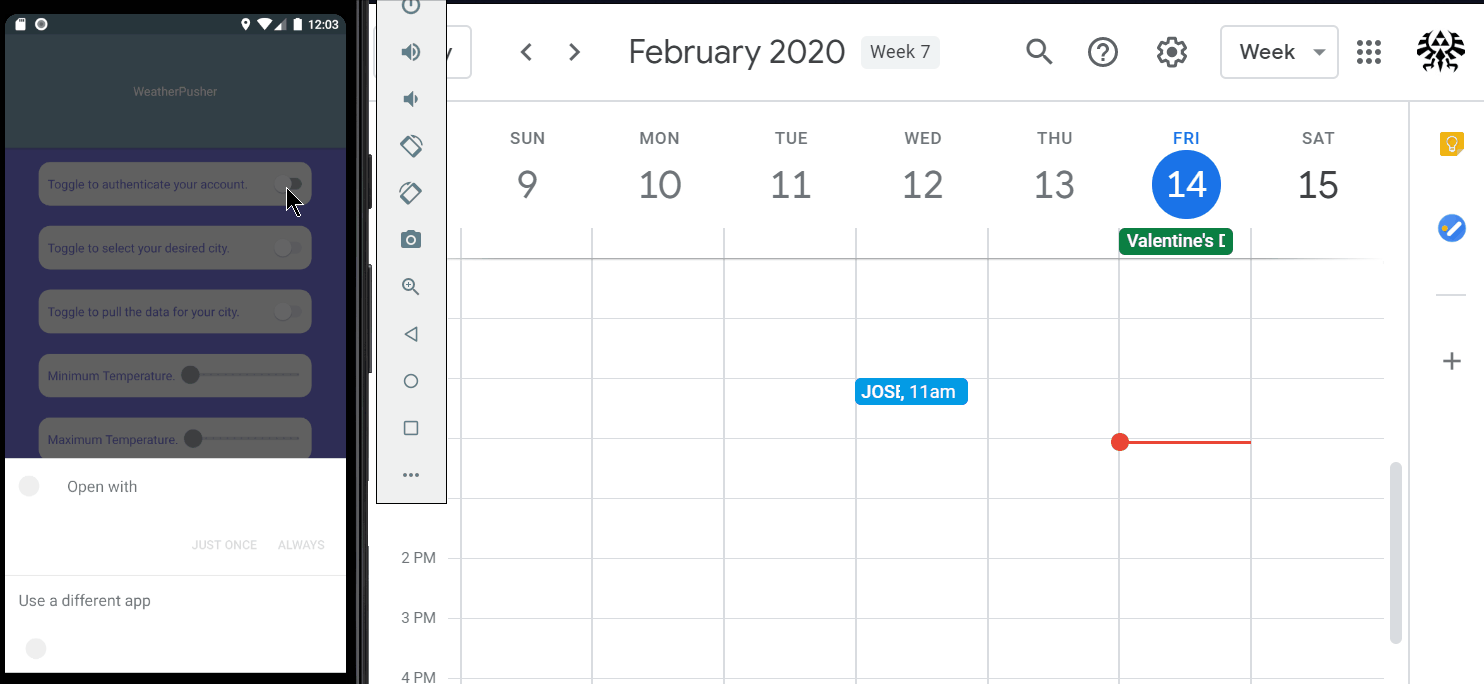 12:03
WeatherPusher
Toggle to authenticate your account.
Toggle to select your desired city.
Toggle to pull the data for your city.
Minimum Temperature.
Maximum Temperature.
Open with
JUST ONCE ALWAYS
Use a different app
y
February 2020 Week 7
Week
SUN MON TUE WED THU FRI SAT
9 10 11 12 13 14 15
Valentine's
JOSE, 11am
2 PM
3 PM
4 PM